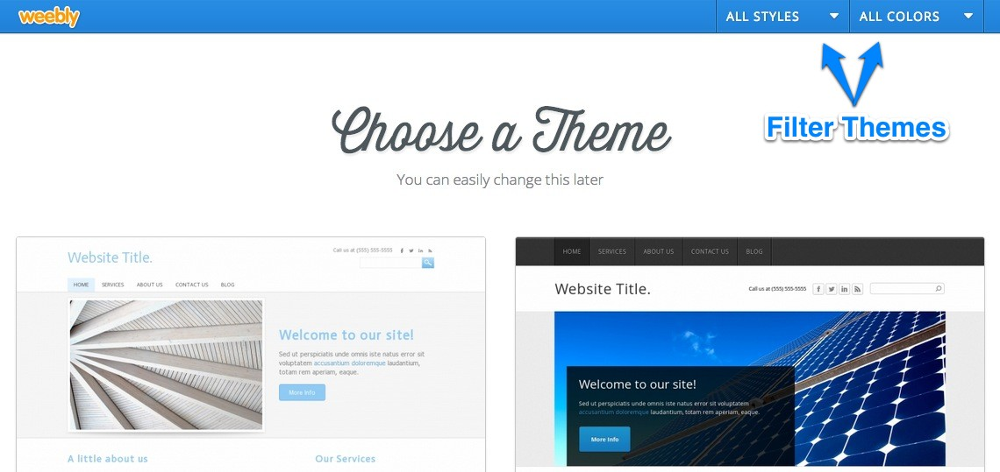 weebly
ALL STYLES
ALL COLORS
Filter Themes
Choose a Theme
You can easily change this later
Website Title.
Call us at (555) 555-5555
HOME SERVICES ABOUT US CONTACT US BLOG
Welcome to our site!
Sed ut perspiciatis unde omnis iste natus error sit
voluptatem accusantium doloremque laudantium,
totam rem aperiam, eaque.
More Info
A little about us
Our Services
HOME SERVICES ABOUT US CONTACT US BLOG
Website Title.
Call us at (555) 555-5555
Welcome to our site!
Sed ut perspiciatis unde omnis iste natus error sit voluptatem
accusantium doloremque laudantium, totam rem aperiam, eaque.
More Info